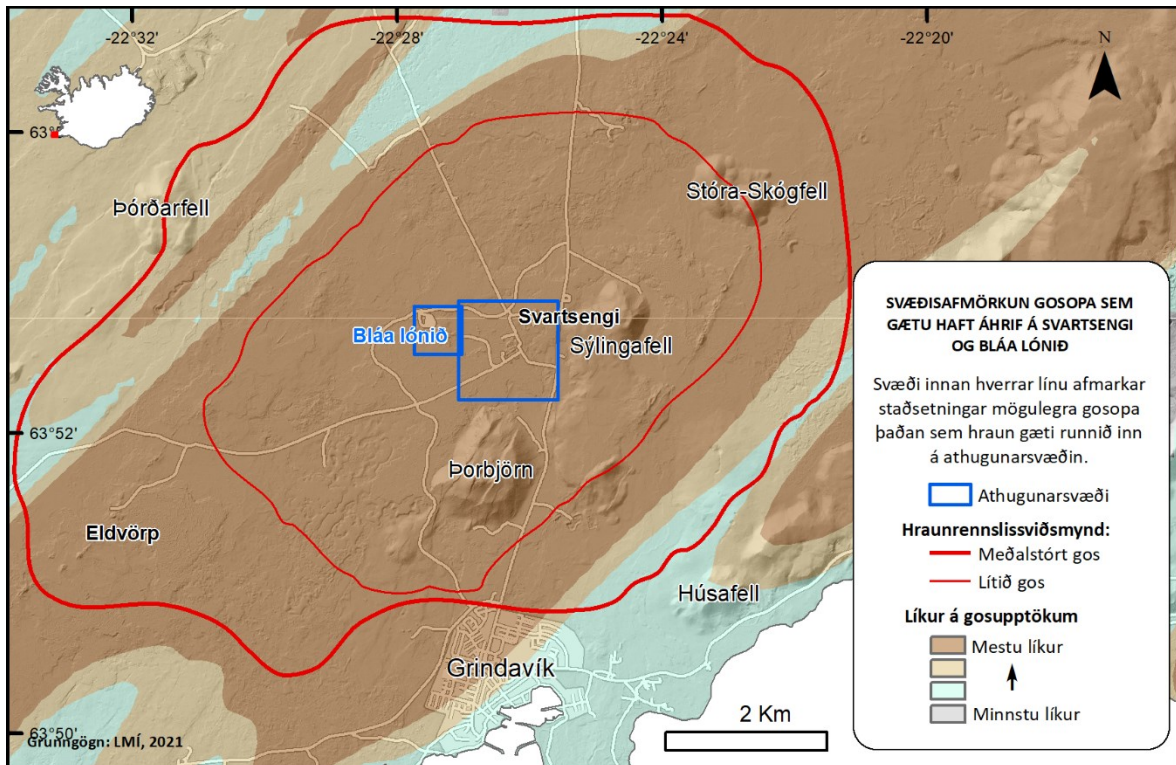 -22°32'
-22°28'
-22°24'
-22°20'
N
Þórðarfell
Stóra-Skógfell
Bláa lónið
Svartsengi
Sýlingafell
63°52'
Þorbjörn
Eldvörp
Húsafell
Grindavík
2 Km
63°50'
Grunngögn: LMÍ, 2021
SVÆÐISAFMÖRKUN GOSOPA SEM
GÆTU HAFT ÁHRIF Á SVARTSENGI
OG BLÁA LÓNIÐ
Svæði innan hverrar línu afmarkar
staðsetningar mögulegra gosopa
þaðan sem hraun gæti runnið inn
á athugunarsvæðin.
Athugunarsvæði
Hraunrennslissviðsmynd:
Meðalstórt gos
Lítið gos
Líkur á gosupptökum
Mestu líkur
Minnstu líkur